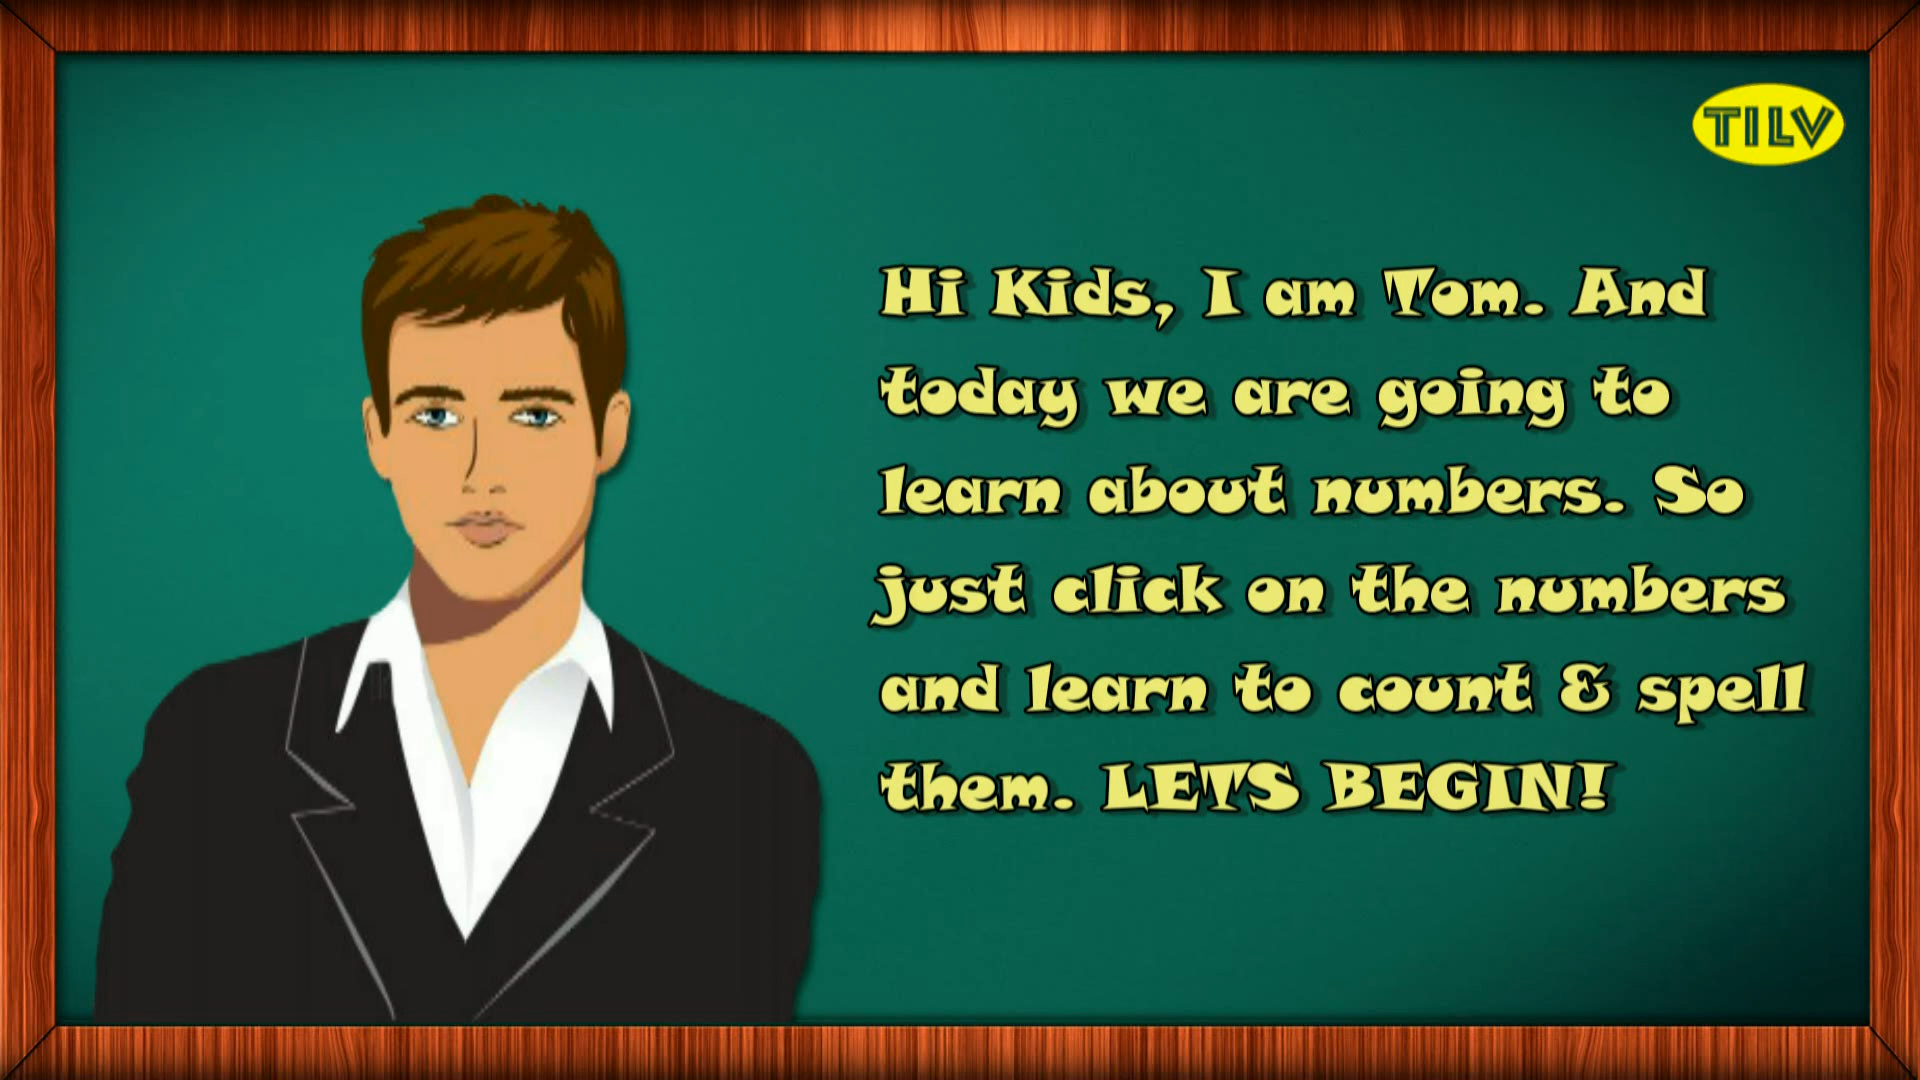 TILV
Hi Kids, I am Tom. And
today we are going to
learn about numbers. So
just click on the numbers
and learn to count & spell
them. LETS BEGIN!